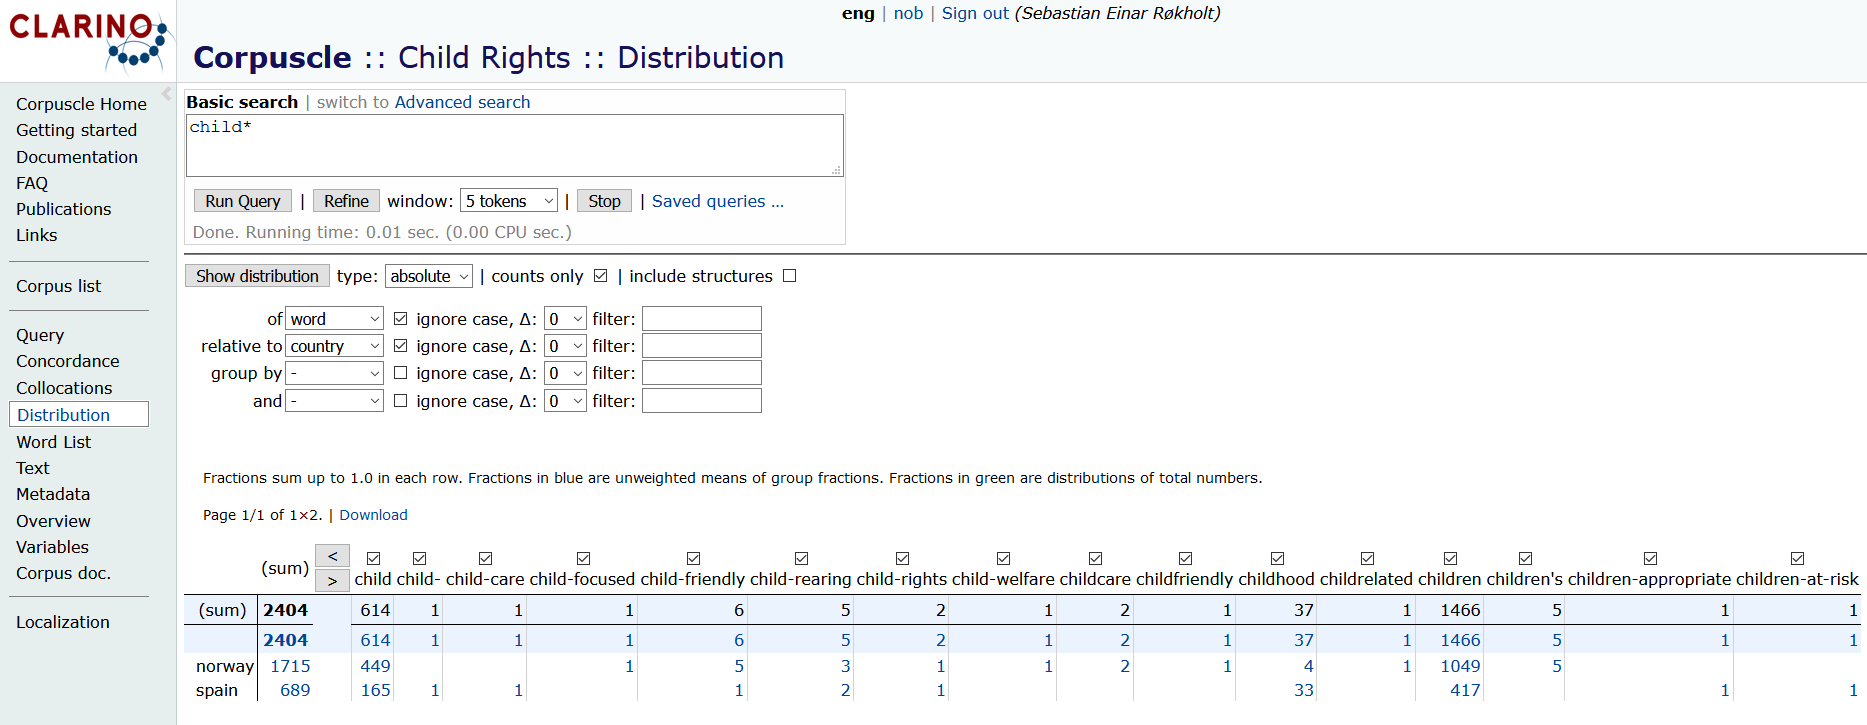 CLARINO
eng | nob | Sign out (Sebastian Einar Røkholt)
Corpuscle :: Child Rights :: Distribution
Corpuscle Home
Getting started
Documentation
FAQ
Publications
Links
Corpus list
Query
Concordance
Collocations
Distribution
Word List
Text
Metadata
Overview
Variables
Corpus doc.
Localization
Basic search | switch to Advanced search
child*
Run Query | Refine window: 5 tokens | Stop | Saved queries ...
Done. Running time: 0.01 sec. (0.00 CPU sec.)
Show distribution type: absolute | counts only | include structures
of word ignore case, Δ: 0 filter:
relative to country ignore case, Δ: 0 filter:
group by - ignore case, Δ: 0 filter:
and - ignore case, Δ: 0 filter:
Fractions sum up to 1.0 in each row. Fractions in blue are unweighted means of group fractions. Fractions in green are distributions of total numbers.
Page 1/1 of 1×2. | Download
(sum) < > child child- child-care child-focused child-friendly child-rearing child-rights child-welfare childcare childfriendly childhood childrelated children children's children-appropriate children-at-risk
(sum) 2404 614 1 1 1 6 5 2 1 2 1 37 1 1466 5 1 1
2404 614 1 1 1 6 5 2 1 2 1 37 1 1466 5 1 1
norway 1715 449 1 5 3 1 1 2 1 4 1 1049 5
spain 689 165 1 1 1 2 1 33 417 1 1